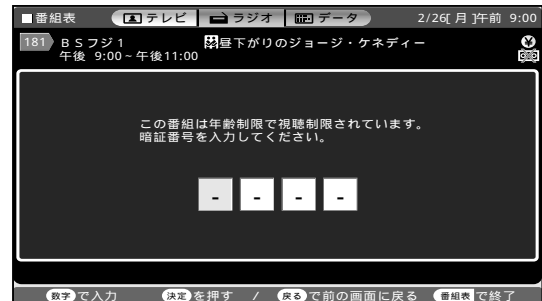 ■番組表 テレビ ラジオ データ 2/26[月]午前 9:00
181 BSフジ1 昼下がりのジョージ・ケネディー
午後 9:00~午後11:00
この番組は年齢制限で視聴制限されています。
暗証番号を入力してください。
- - - -
数字で入力 決定を押す / 戻るで前の画面に戻る 番組表で終了